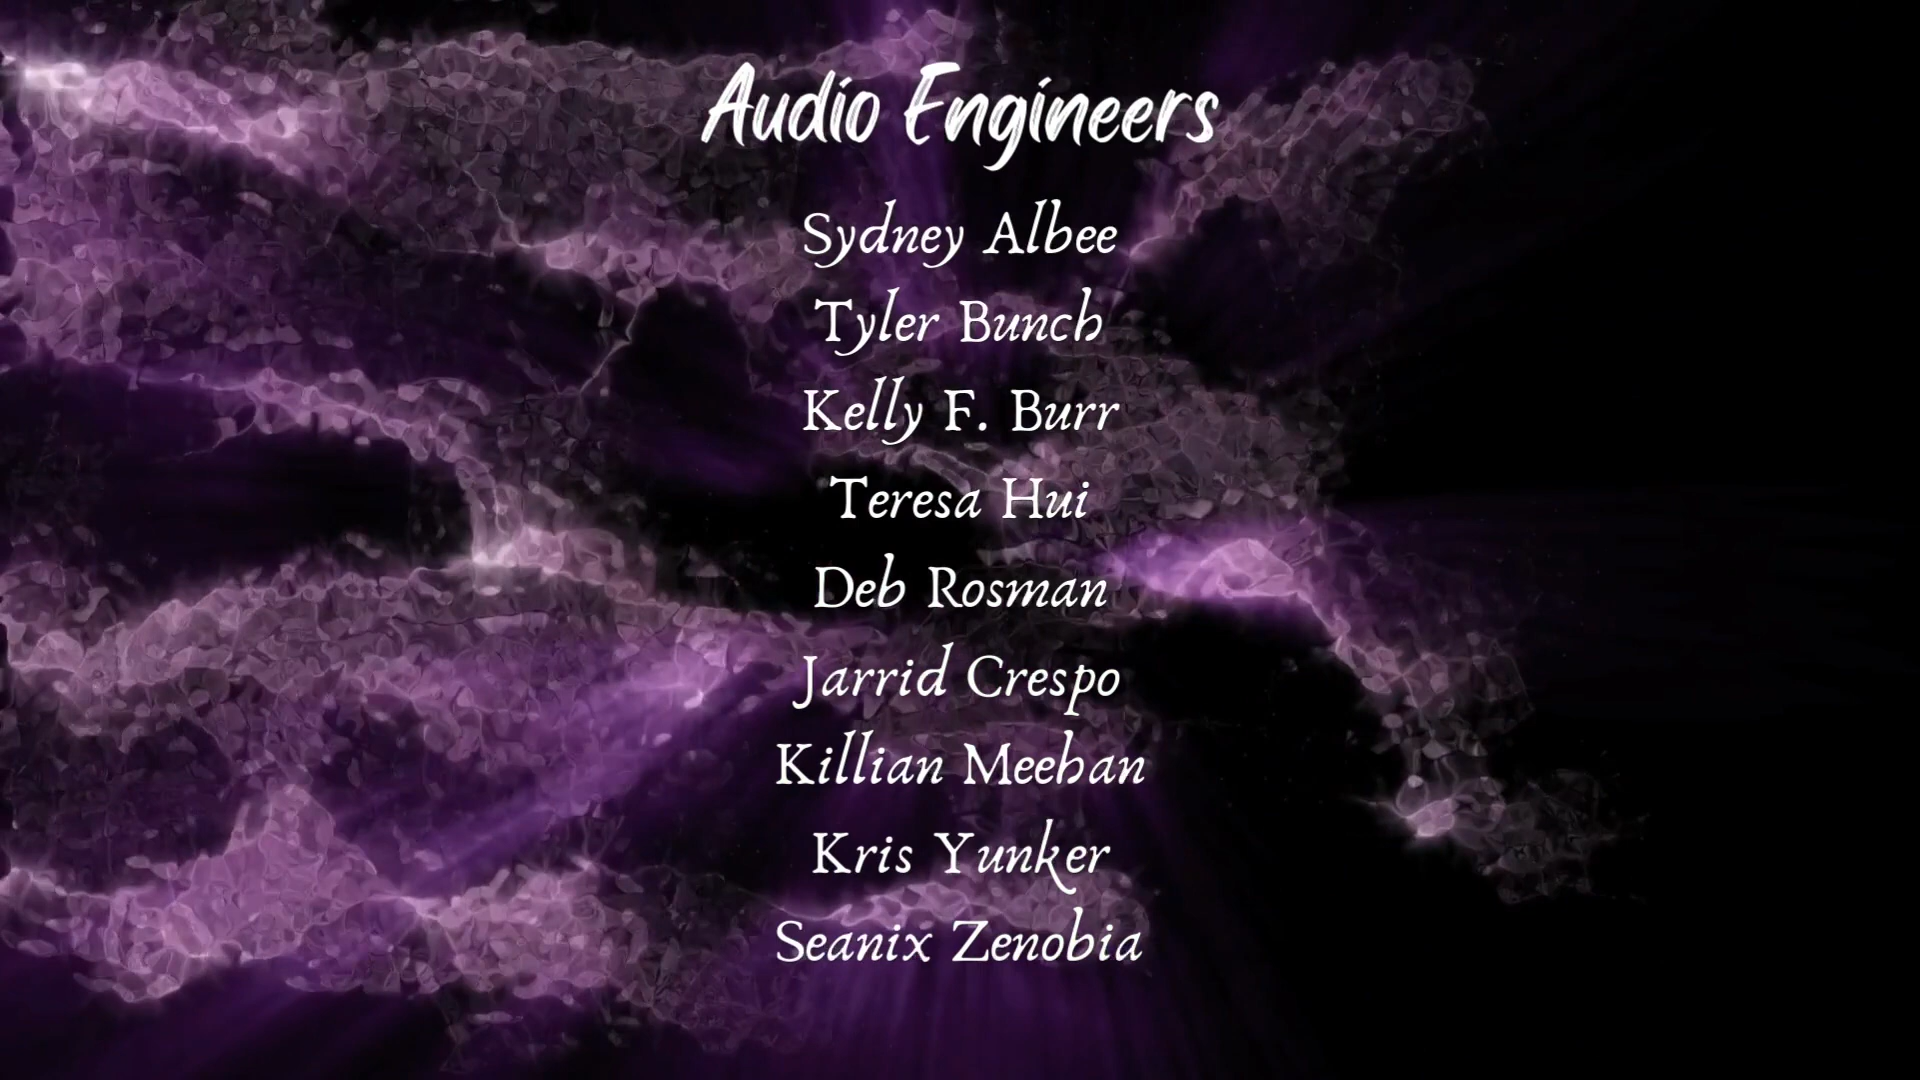 Audio Engineers
Sydney Albee
Tyler Bunch
Kelly F. Burr
Teresa Hui
Deb Rosman
Jarrid Crespo
Killian Meehan
Kris Yunker
Seanix Zenobia